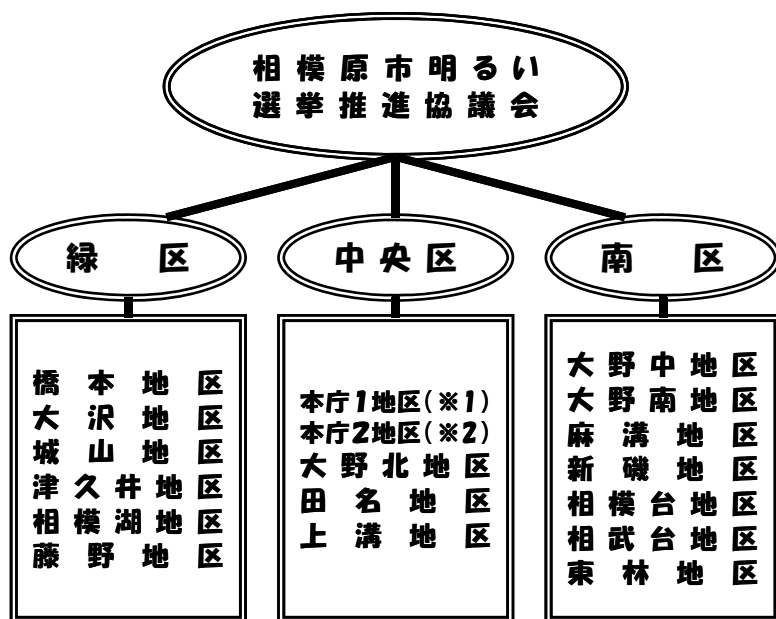 相模原市明るい
選挙推進協議会
緑区
中央区
南区
橋本地区
大沢地区
城山地区
津久井地区
相模湖地区
藤野地区
本庁1地区(※1)
本庁2地区(※2)
大野北地区
田名地区
上溝地区
大野中地区
大野南地区
麻溝地区
新磯地区
相模台地区
相武台地区
東林地区